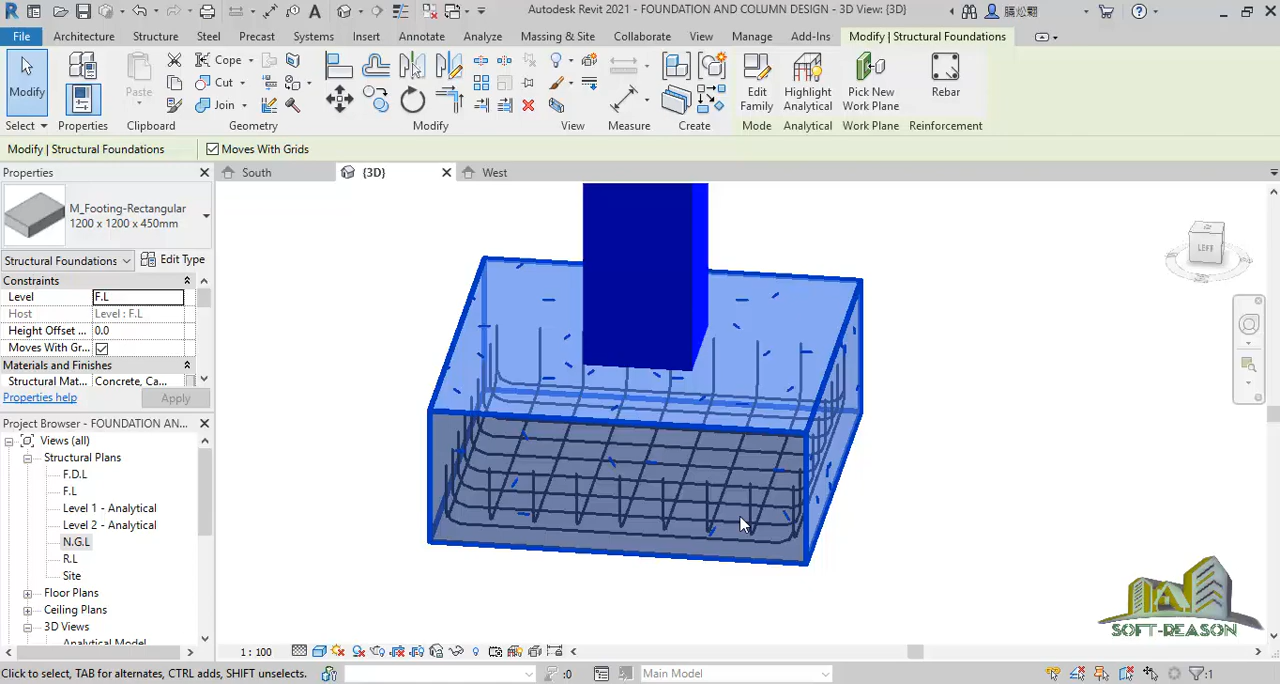 Autodesk Revit 2021 - FOUNDATION AND COLUMN DESIGN - 3D View: {3D}
File Architecture Structure Steel Precast Systems Insert Annotate Analyze Massing & Site Collaborate View Manage Add-Ins Modify | Structural Foundations
Modify Paste Cope Cut Join Edit Family Highlight Analytical Pick New Work Plane Rebar
Select Properties Clipboard Geometry Modify View Measure Create Mode Analytical Work Plane Reinforcement
Modify | Structural Foundations Moves With Grids
Properties South {3D} West
M_Footing-Rectangular
1200 x 1200 x 450mm
Structural Foundations Edit Type
Constraints
Level F.L
Host Level : F.L
Height Offset ... 0.0
Moves With Gr...
Materials and Finishes
Structural Mat... Concrete, Ca...
Properties help Apply
Project Browser - FOUNDATION AN...
Views (all)
Structural Plans
F.D.L
F.L
Level 1 - Analytical
Level 2 - Analytical
N.G.L
R.L
Site
Floor Plans
Ceiling Plans
3D Views
Analytical Model
LEFT
SOFT-REASON
1 : 100
Click to select, TAB for alternates, CTRL adds, SHIFT unselects. :0 Main Model :1